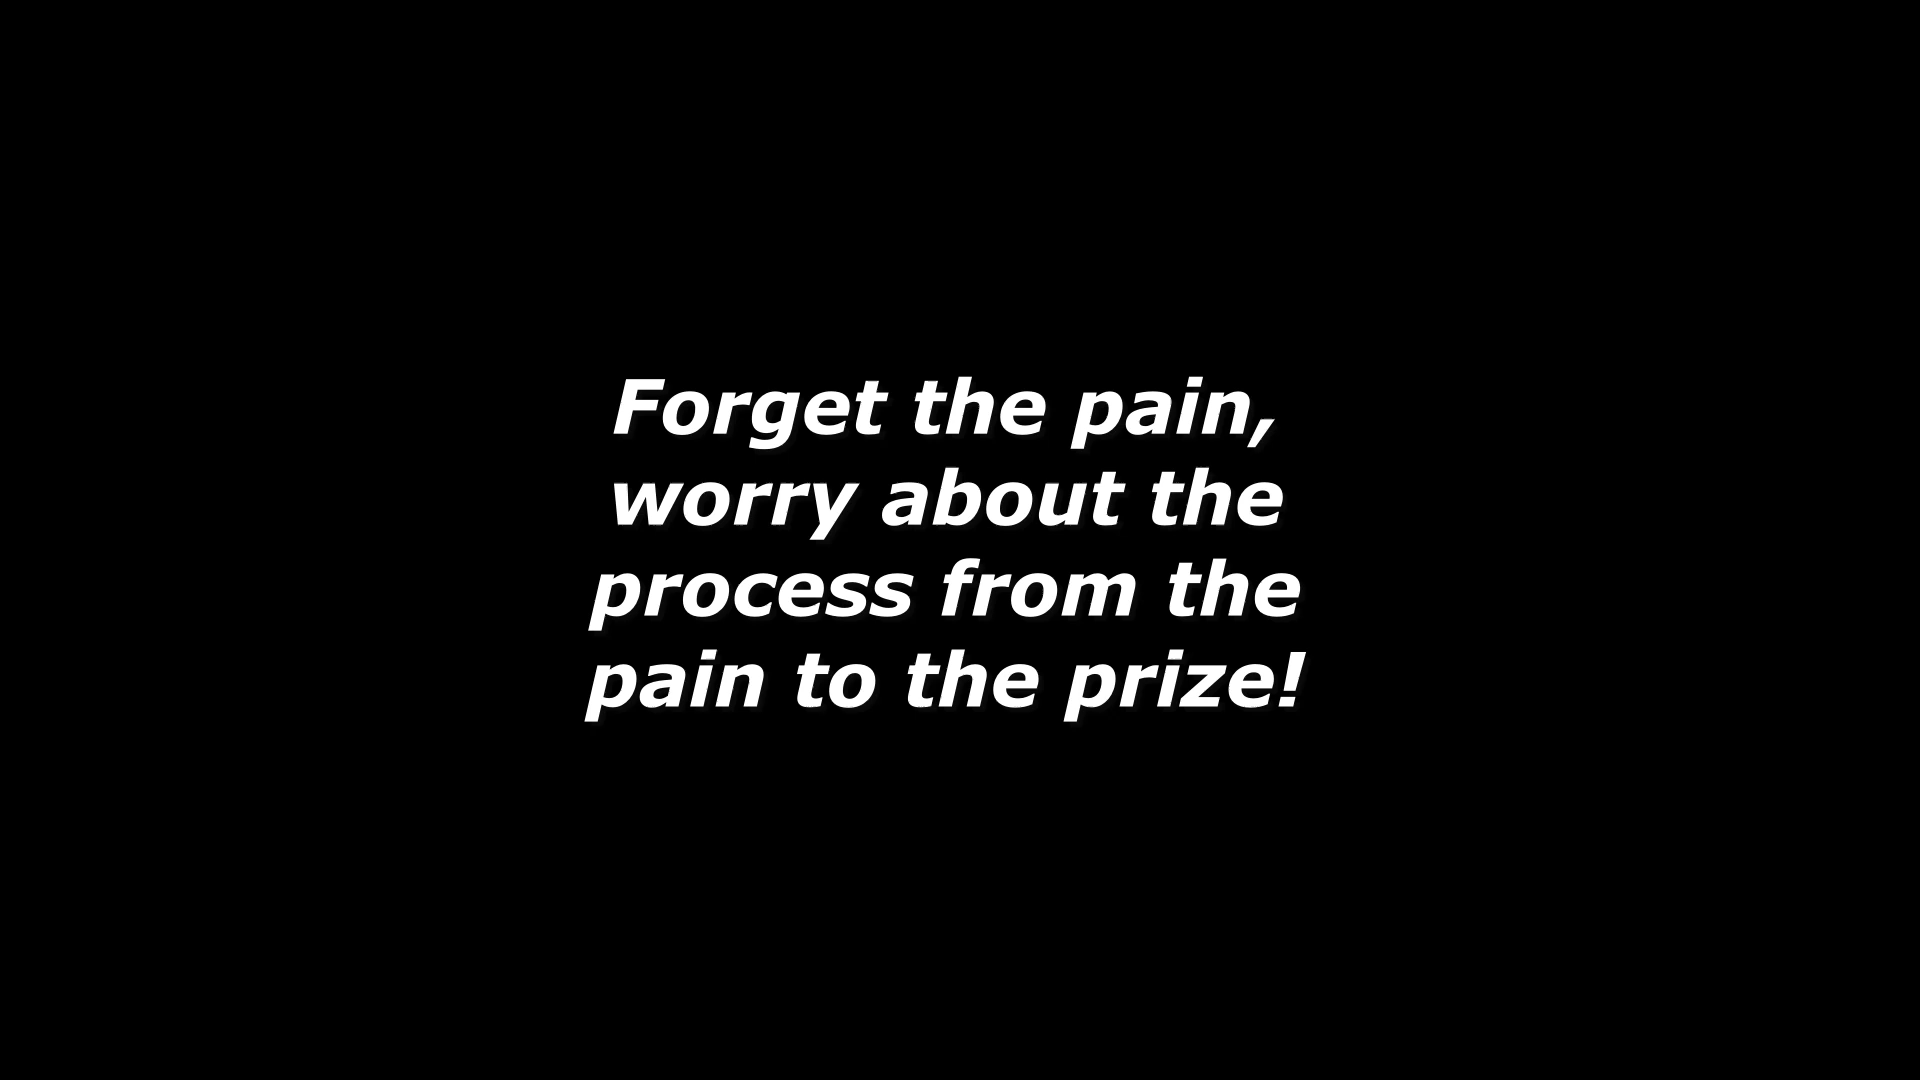 Forget the pain,
worry about the
process from the
pain to the prize!